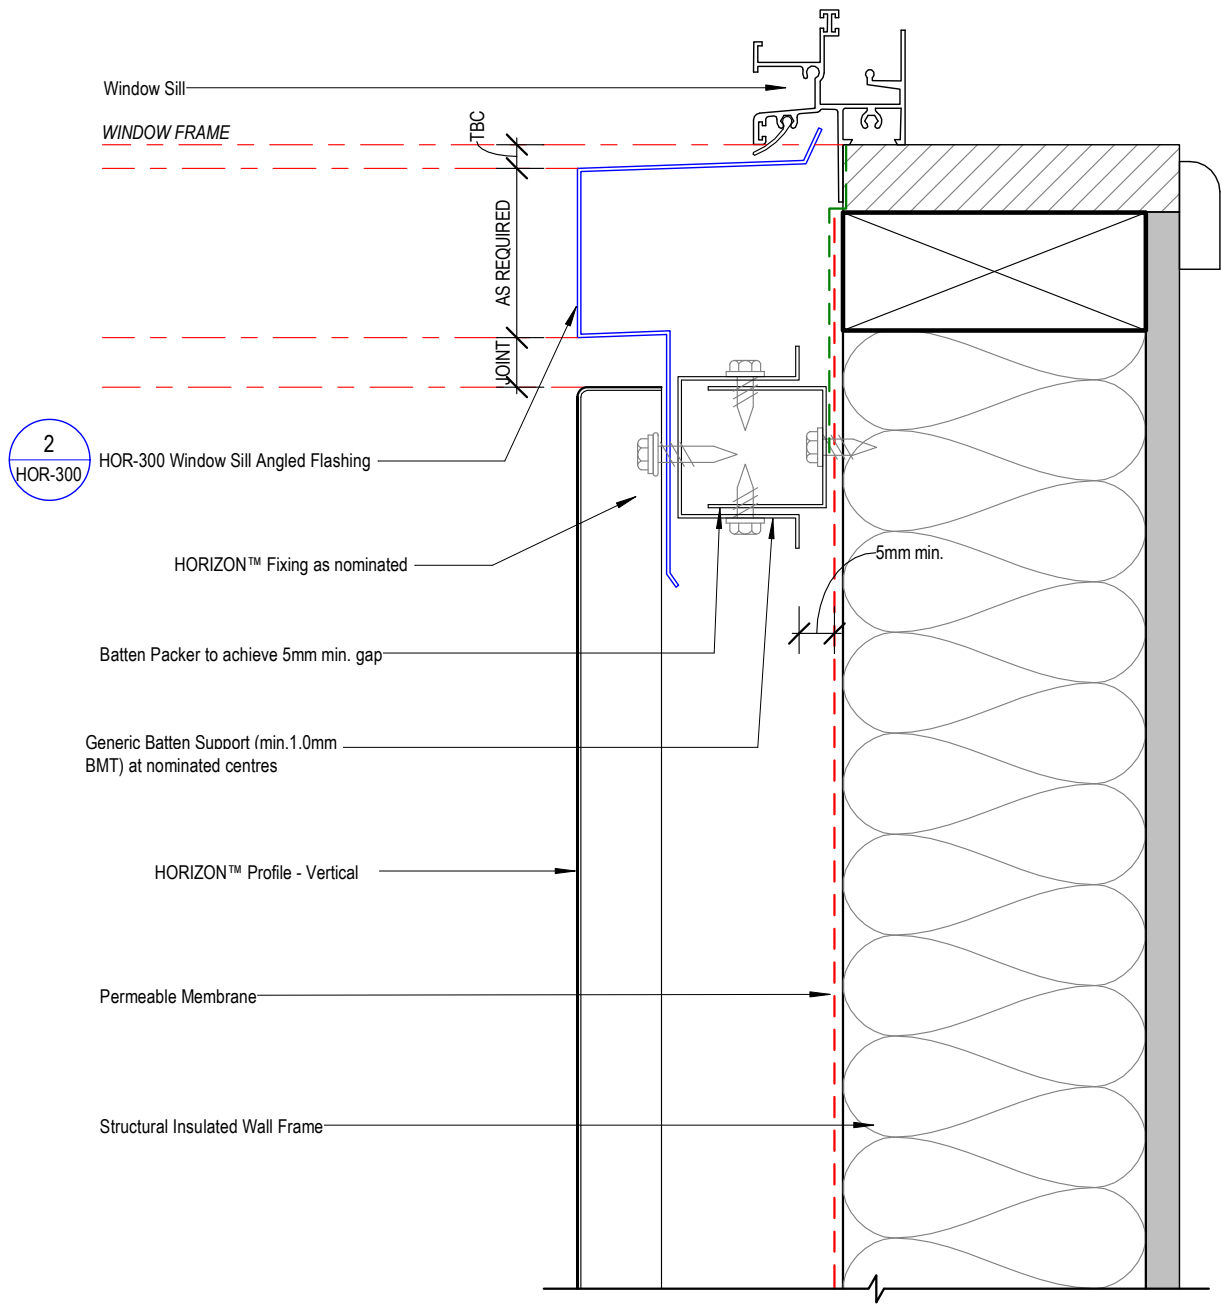 Window Sill
WINDOW FRAME
TBC
AS REQUIRED
JOINT
2
HOR-300
HOR-300 Window Sill Angled Flashing
5mm min.
HORIZON™ Fixing as nominated
Batten Packer to achieve 5mm min. gap
Generic Batten Support (min.1.0mm
BMT) at nominated centres
HORIZON™ Profile - Vertical
Permeable Membrane
Structural Insulated Wall Frame